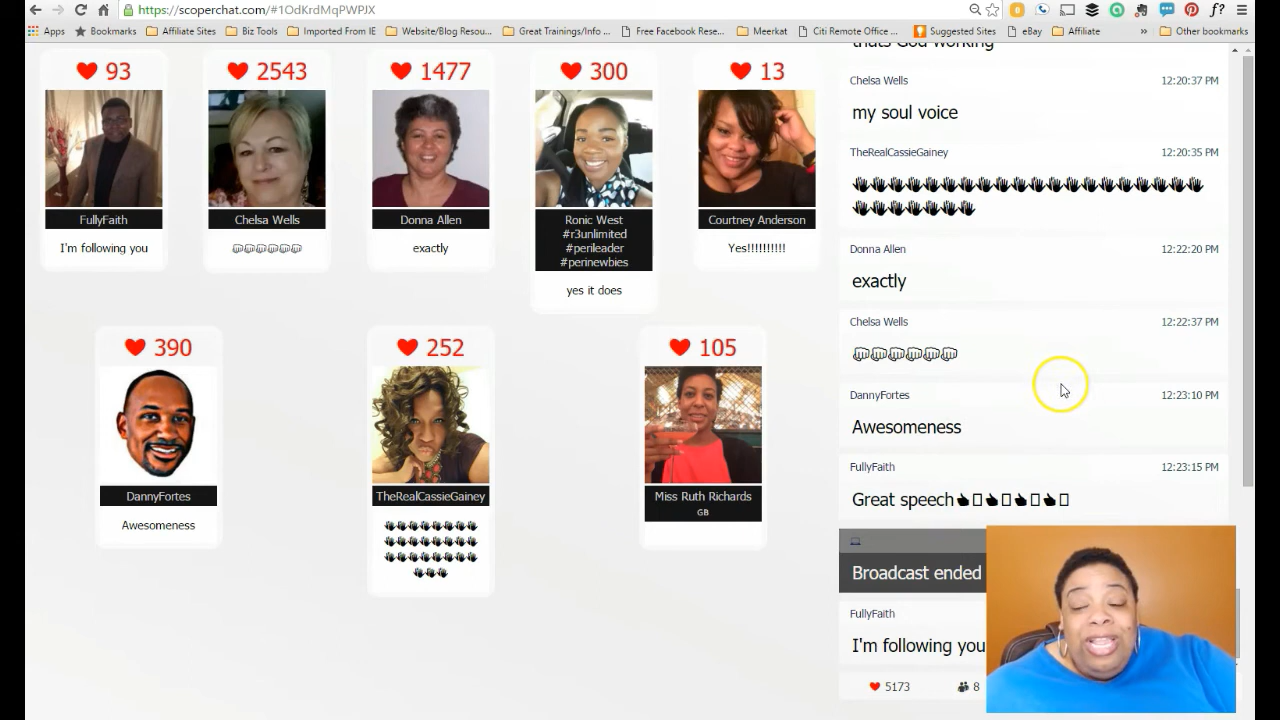 https://scoperchat.com/#1OdKrdMqPWPJX
Apps Bookmarks Affiliate Sites Biz Tools Imported From IE Website/Blog Resou... Great Trainings/Info ... Free Facebook Rese... Meerkat Citi Remote Office ... Suggested Sites eBay Affiliate » Other bookmarks
93
FullyFaith
I'm following you
2543
Chelsa Wells
1477
Donna Allen
exactly
300
Ronic West
#r3unlimited
#perileader
#perinewbies
yes it does
13
Courtney Anderson
Yes!!!!!!!!!!
390
DannyFortes
Awesomeness
252
TheRealCassieGainey
105
Miss Ruth Richards
GB
thats God working
Chelsa Wells 12:20:37 PM
my soul voice
TheRealCassieGainey 12:20:35 PM
Donna Allen 12:22:20 PM
exactly
Chelsa Wells 12:22:37 PM
DannyFortes 12:23:10 PM
Awesomeness
FullyFaith 12:23:15 PM
Great speech
Broadcast ended
FullyFaith
I'm following you
5173 8